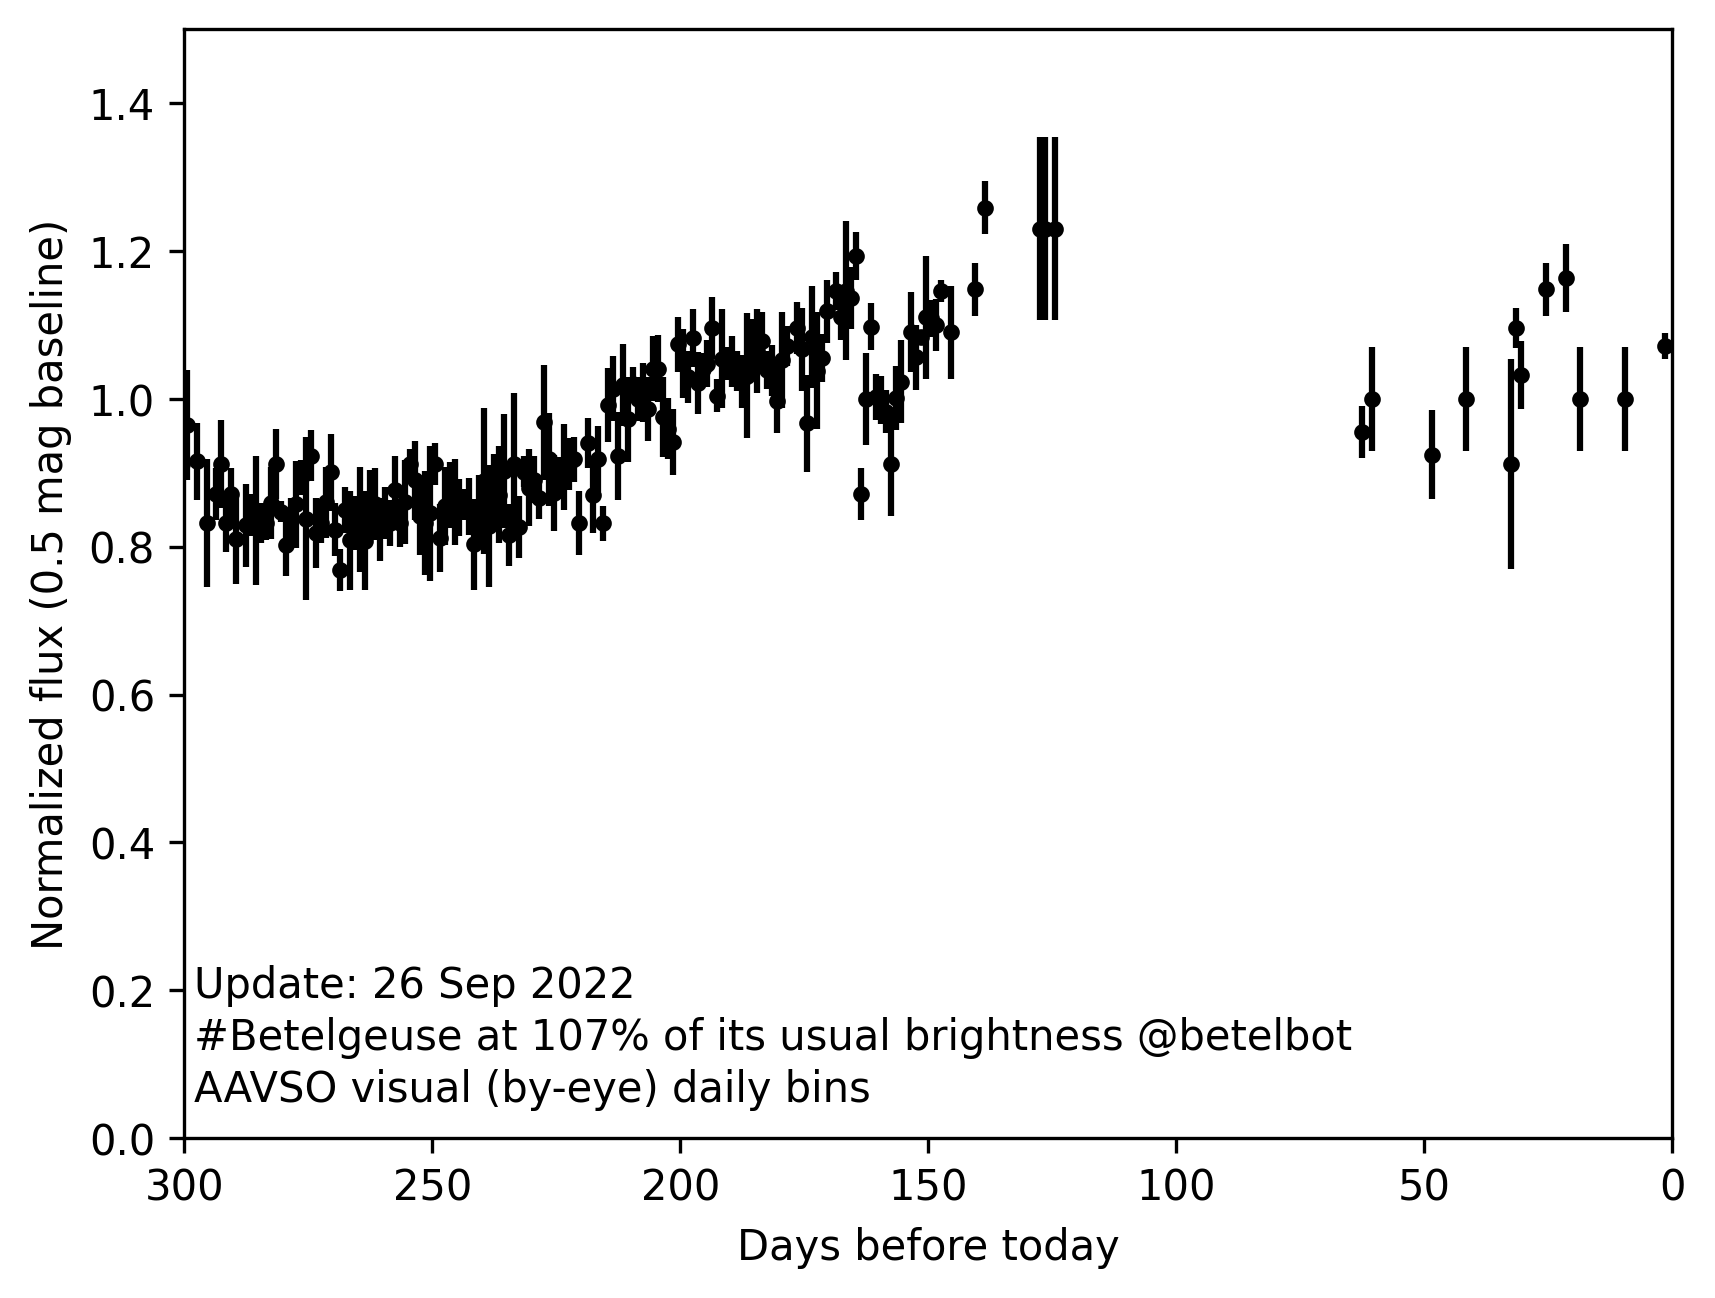 1.4
1.2
1.0
0.8
0.6
0.4
0.2
0.0
Normalized flux (0.5 mag baseline)
Update: 26 Sep 2022
#Betelgeuse at 107% of its usual brightness @betelbot
AAVSO visual (by-eye) daily bins
300 250 200 150 100 50 0
Days before today